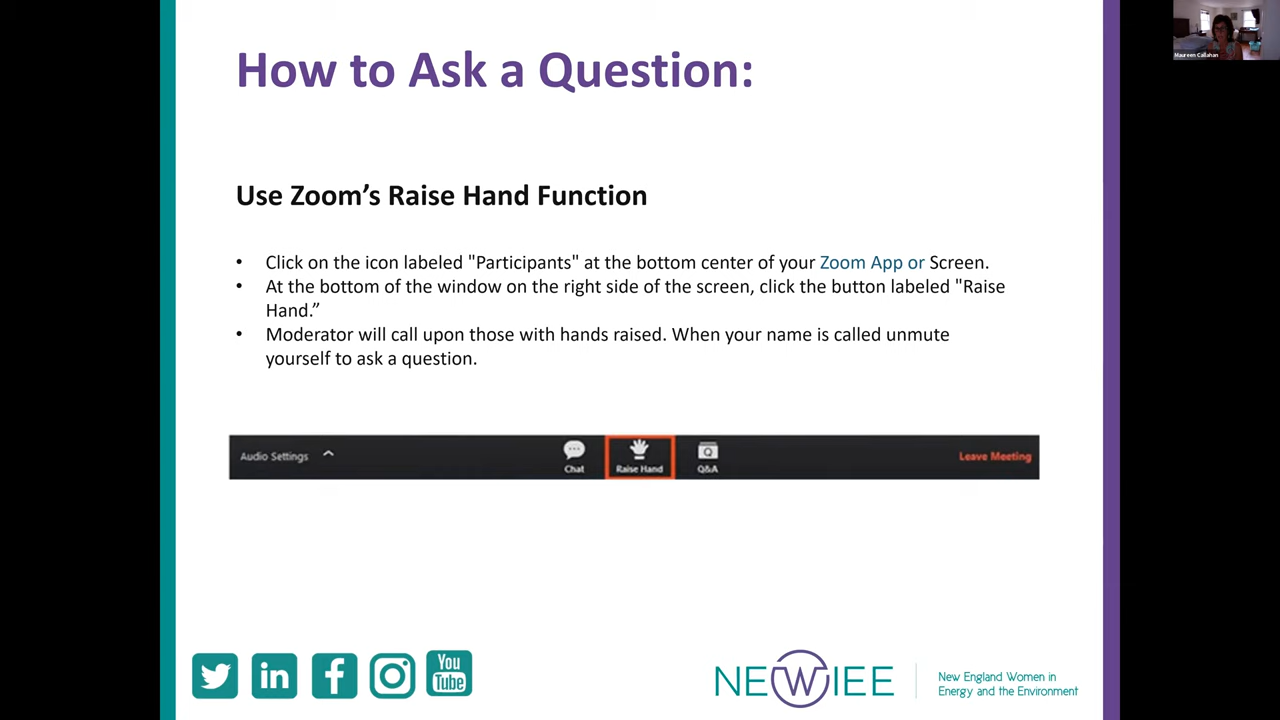 How to Ask a Question:
Maureen Callahan
Use Zoom’s Raise Hand Function
• Click on the icon labeled "Participants" at the bottom center of your Zoom App or Screen.
• At the bottom of the window on the right side of the screen, click the button labeled "Raise
Hand.”
• Moderator will call upon those with hands raised. When your name is called unmute
yourself to ask a question.
Audio Settings
Chat
Raise Hand
Q
Q&A
Leave Meeting
You
Tube
NEWIEE
New England Women in
Energy and the Environment